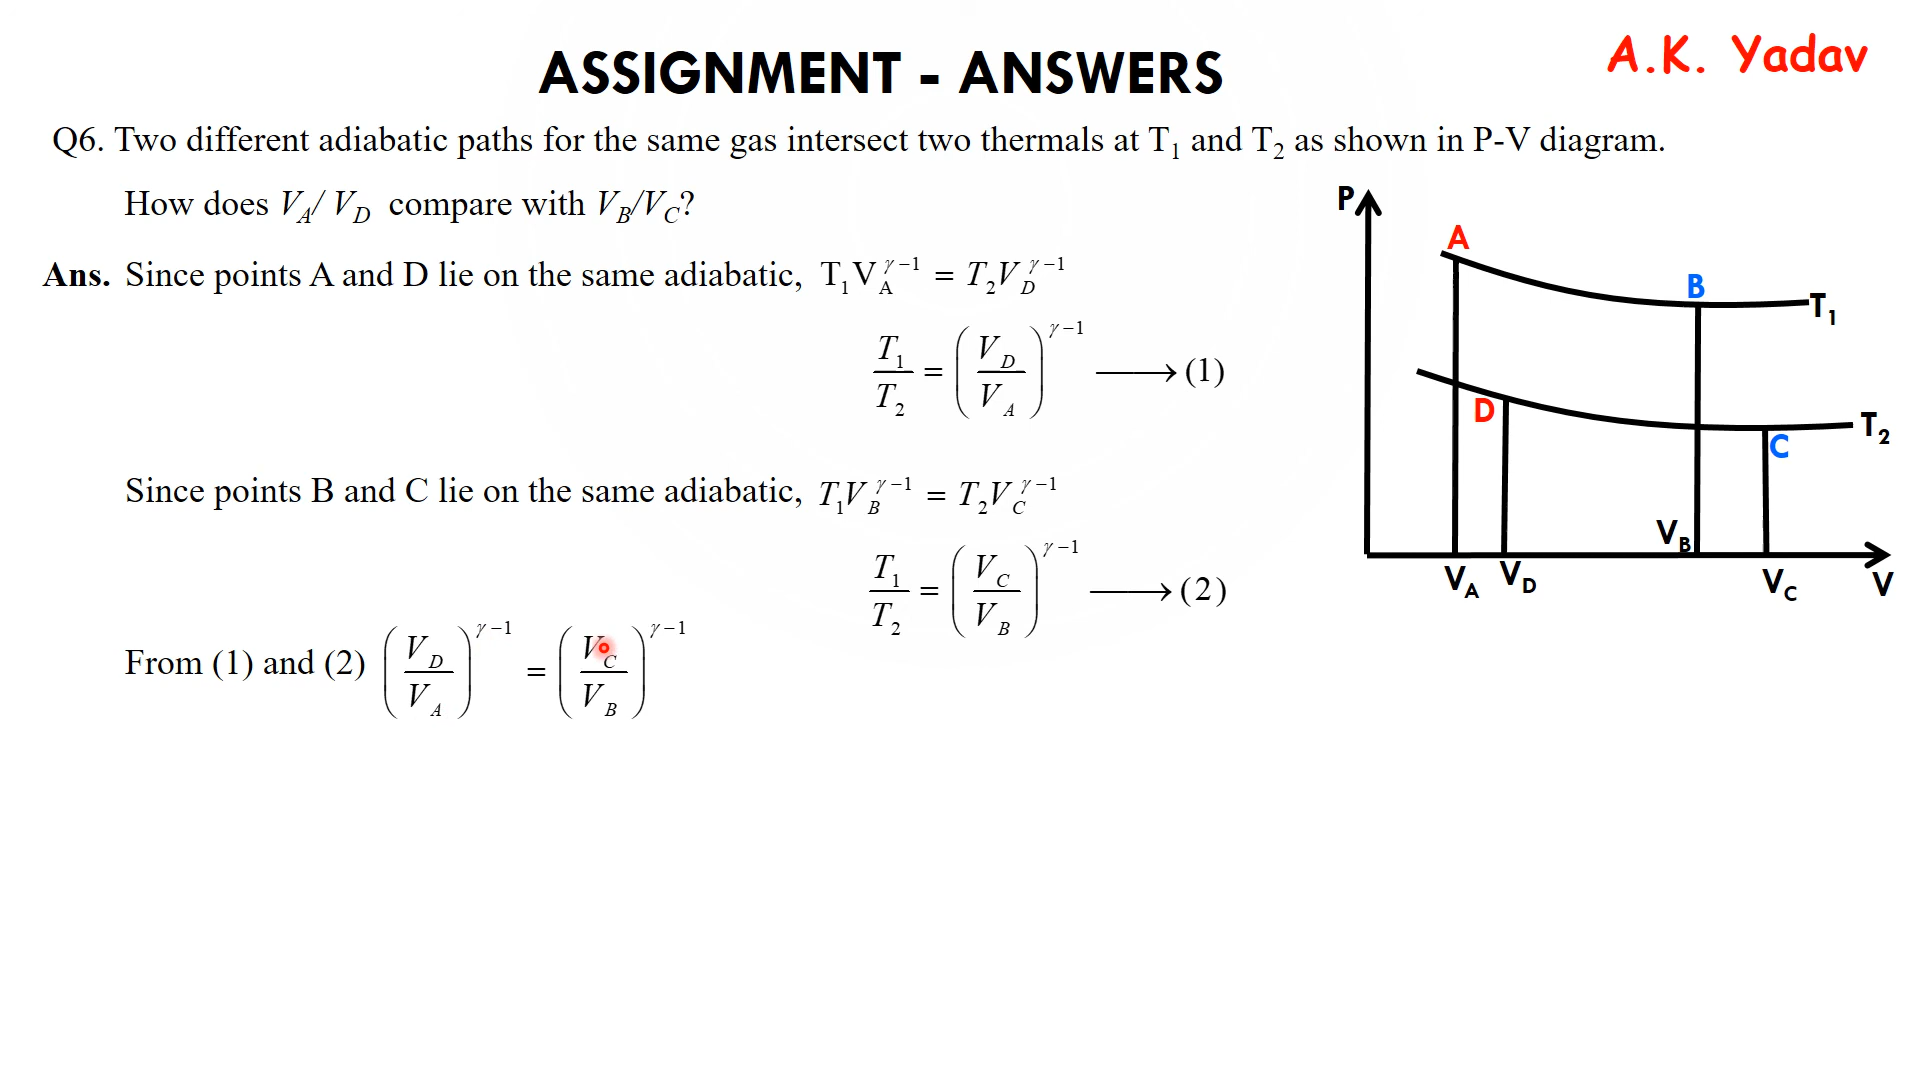 ASSIGNMENT - ANSWERS
A.K. Yadav
Q6. Two different adiabatic paths for the same gas intersect two thermals at T₁ and T₂ as shown in P-V diagram.
How does V_A/ V_D compare with V_B/V_C?
Ans. Since points A and D lie on the same adiabatic, T₁V_A^{γ−1} = T₂V_D^{γ−1}
T₁/T₂ = (V_D/V_A)^{γ−1} ⟶ (1)
Since points B and C lie on the same adiabatic, T₁V_B^{γ−1} = T₂V_C^{γ−1}
T₁/T₂ = (V_C/V_B)^{γ−1} ⟶ (2)
From (1) and (2) (V_D/V_A)^{γ−1} = (V_C/V_B)^{γ−1}
P
A
B
T₁
D
T₂
C
V_B
V_A V_D V_C V